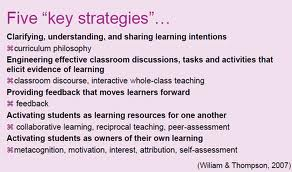 Five “key strategies”…
Clarifying, understanding, and sharing learning intentions
⌘curriculum philosophy
Engineering effective classroom discussions, tasks and activities that
elicit evidence of learning
⌘classroom discourse, interactive whole-class teaching
Providing feedback that moves learners forward
⌘ feedback
Activating students as learning resources for one another
⌘ collaborative learning, reciprocal teaching, peer-assessment
Activating students as owners of their own learning
⌘metacognition, motivation, interest, attribution, self-assessment
(Wiliam & Thompson, 2007)